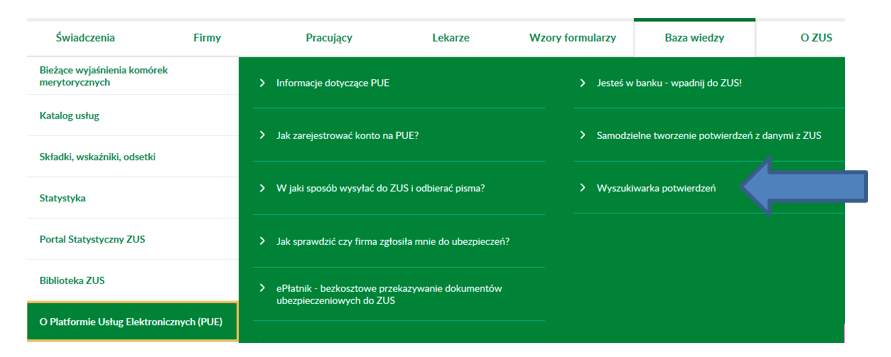 Świadczenia
Firmy
Pracujący
Lekarze
Wzory formularzy
Baza wiedzy
O ZUS
Bieżące wyjaśnienia komórek
merytorycznych
Katalog usług
Składki, wskaźniki, odsetki
Statystyka
Portal Statystyczny ZUS
Biblioteka ZUS
O Platformie Usług Elektronicznych (PUE)
Informacje dotyczące PUE
Jak zarejestrować konto na PUE?
W jaki sposób wysyłać do ZUS i odbierać pisma?
Jak sprawdzić czy firma zgłosiła mnie do ubezpieczeń?
ePłatnik - bezkosztowe przekazywanie dokumentów
ubezpieczeniowych do ZUS
Jesteś w banku - wpadnij do ZUS!
Samodzielne tworzenie potwierdzeń z danymi z ZUS
Wyszukiwarka potwierdzeń